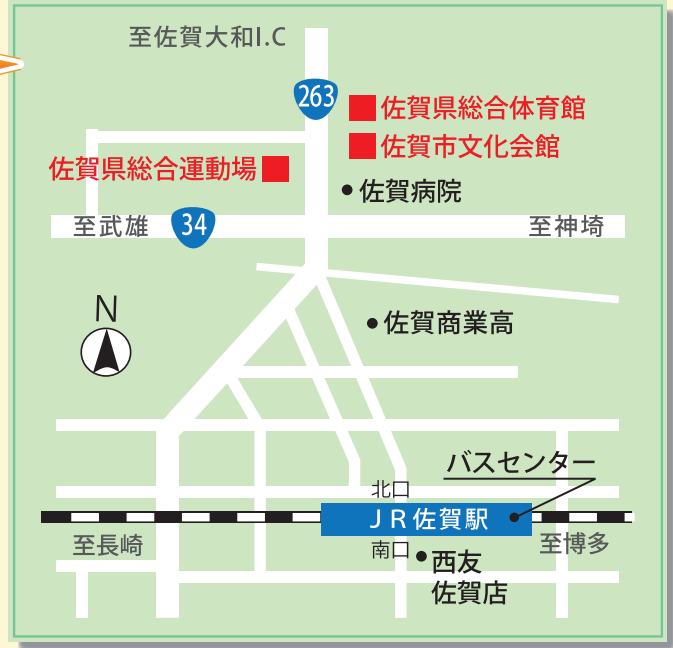 至佐賀大和I.C
263
佐賀県総合体育館
佐賀市文化会館
佐賀県総合運動場
佐賀病院
至武雄
34
至神埼
N
佐賀商業高
バスセンター
北口
JR佐賀駅
至長崎
南口
至博多
西友
佐賀店